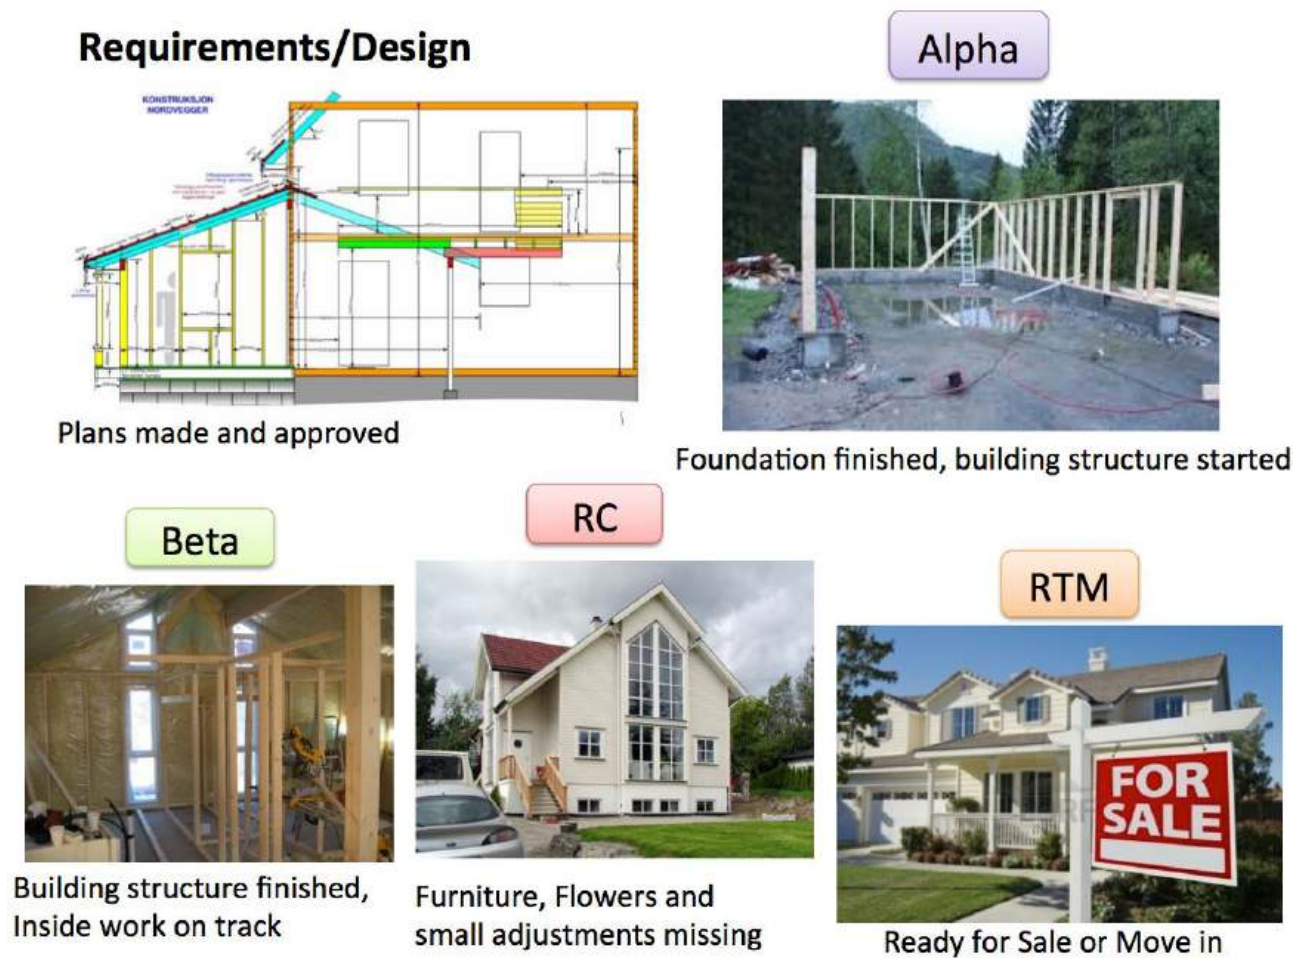 Requirements/Design
KONSTRUKSJON
NORDVEGGER
Plans made and approved
Alpha
Foundation finished, building structure started
Beta
Building structure finished,
Inside work on track
RC
Furniture, Flowers and
small adjustments missing
RTM
FOR
SALE
Ready for Sale or Move in